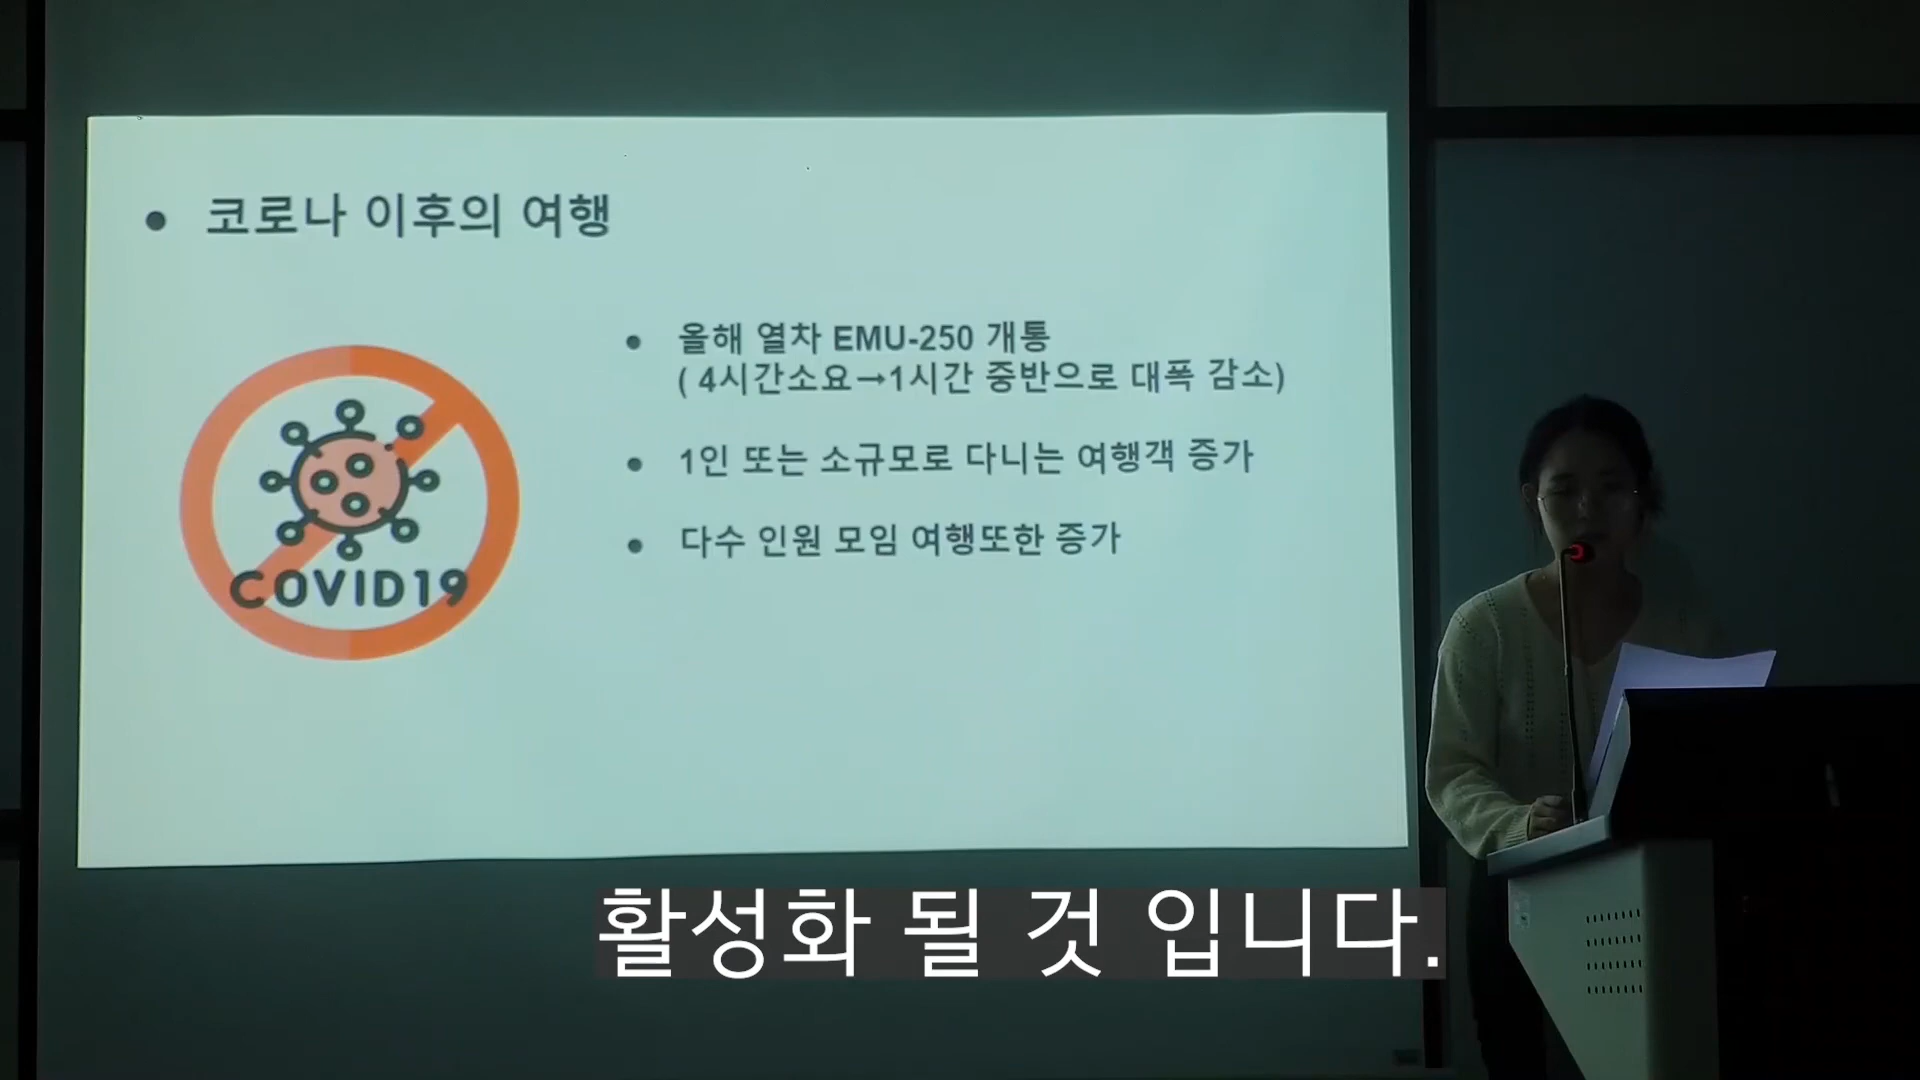 ● 코로나 이후의 여행
● 올해 열차 EMU-250 개통
( 4시간소요→1시간 중반으로 대폭 감소)
● 1인 또는 소규모로 다니는 여행객 증가
● 다수 인원 모임 여행또한 증가
COVID19
활성화 될 것 입니다.